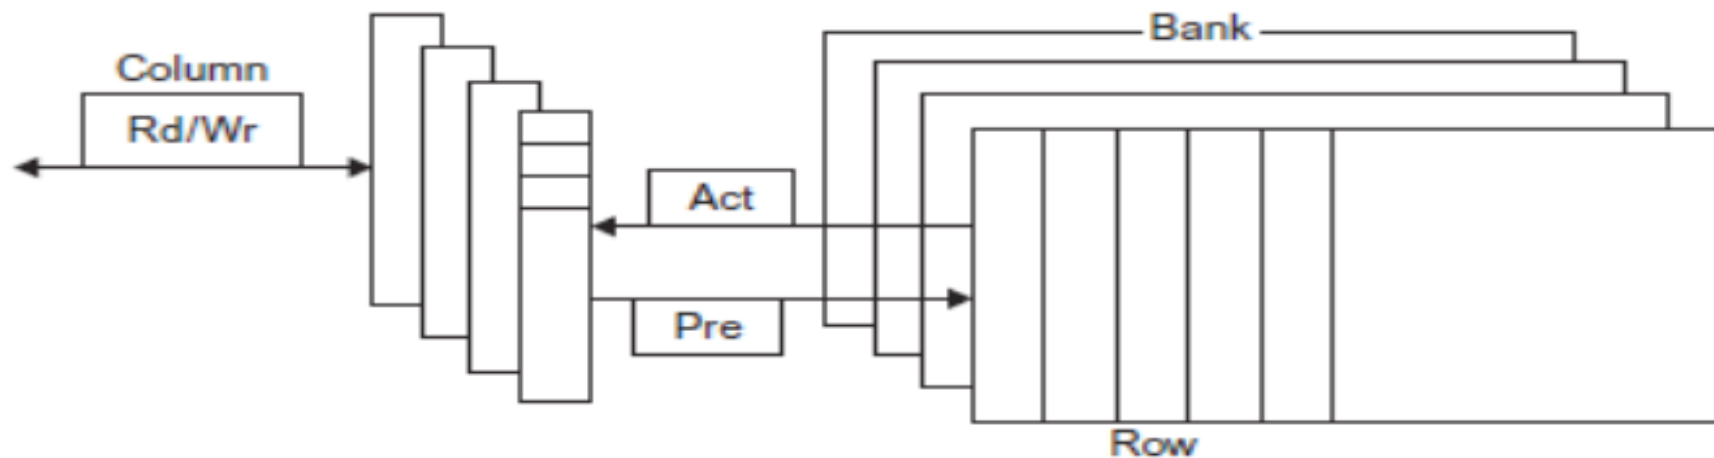 Bank
Column
Rd/Wr
Act
Pre
Row